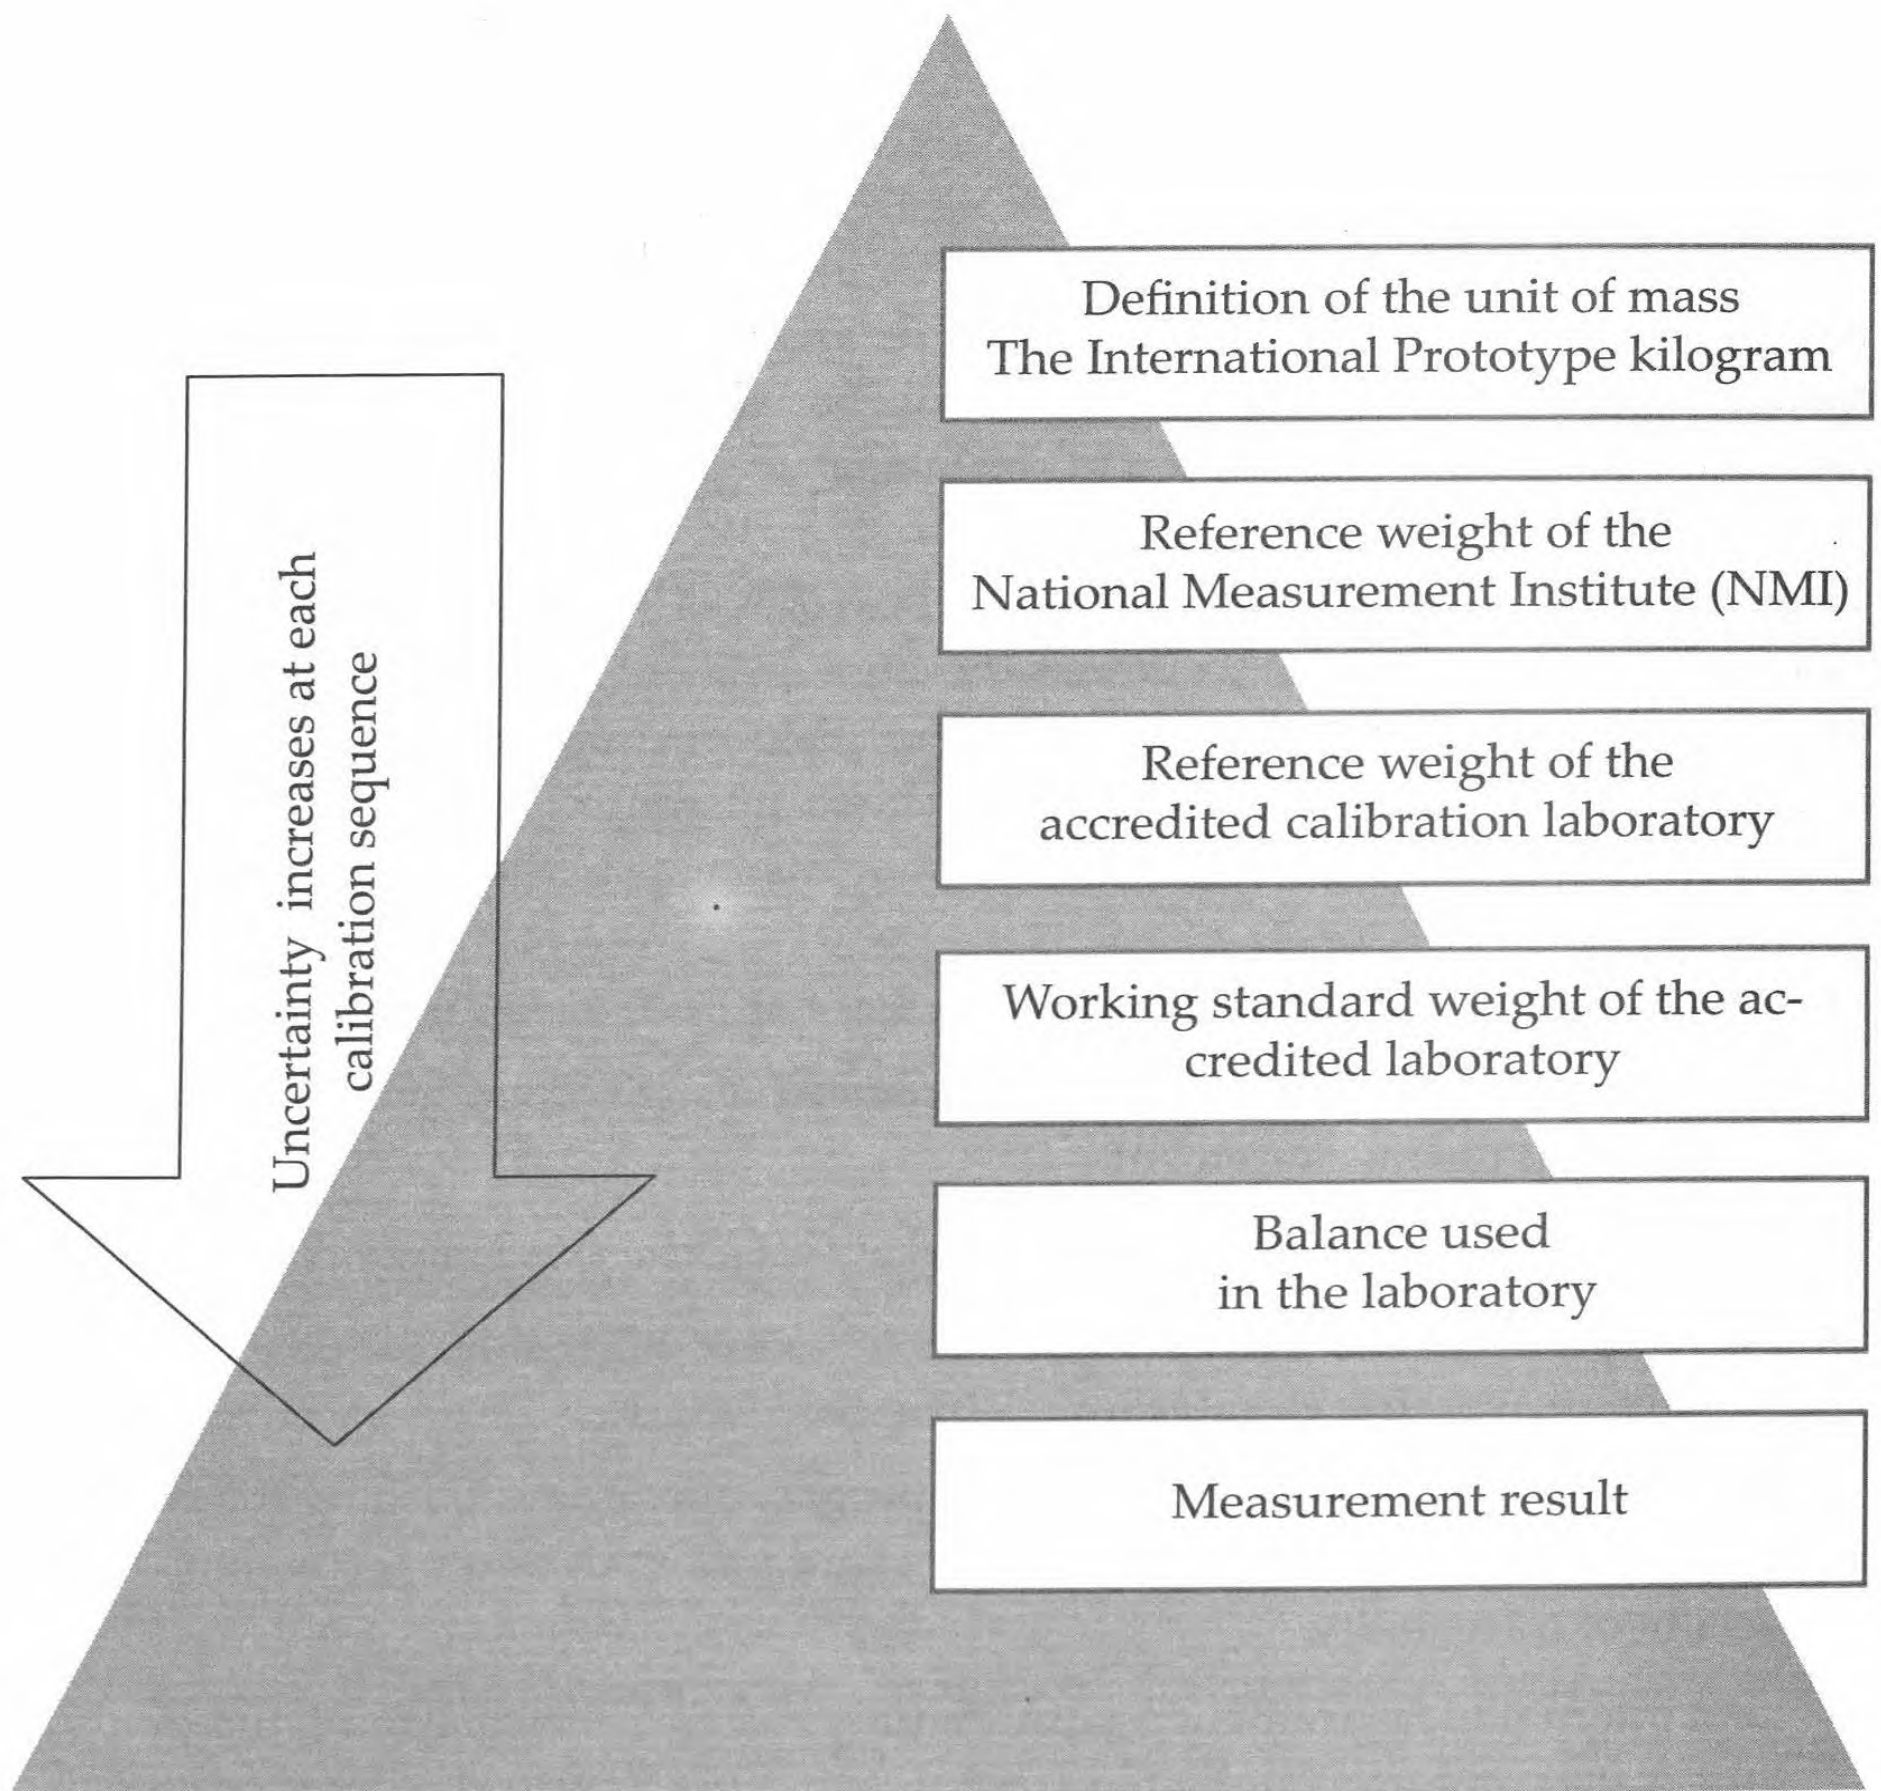 Definition of the unit of mass
The International Prototype kilogram
Reference weight of the
National Measurement Institute (NMI)
Reference weight of the
accredited calibration laboratory
Working standard weight of the ac-
credited laboratory
Balance used
in the laboratory
Measurement result
Uncertainty increases at each
calibration sequence